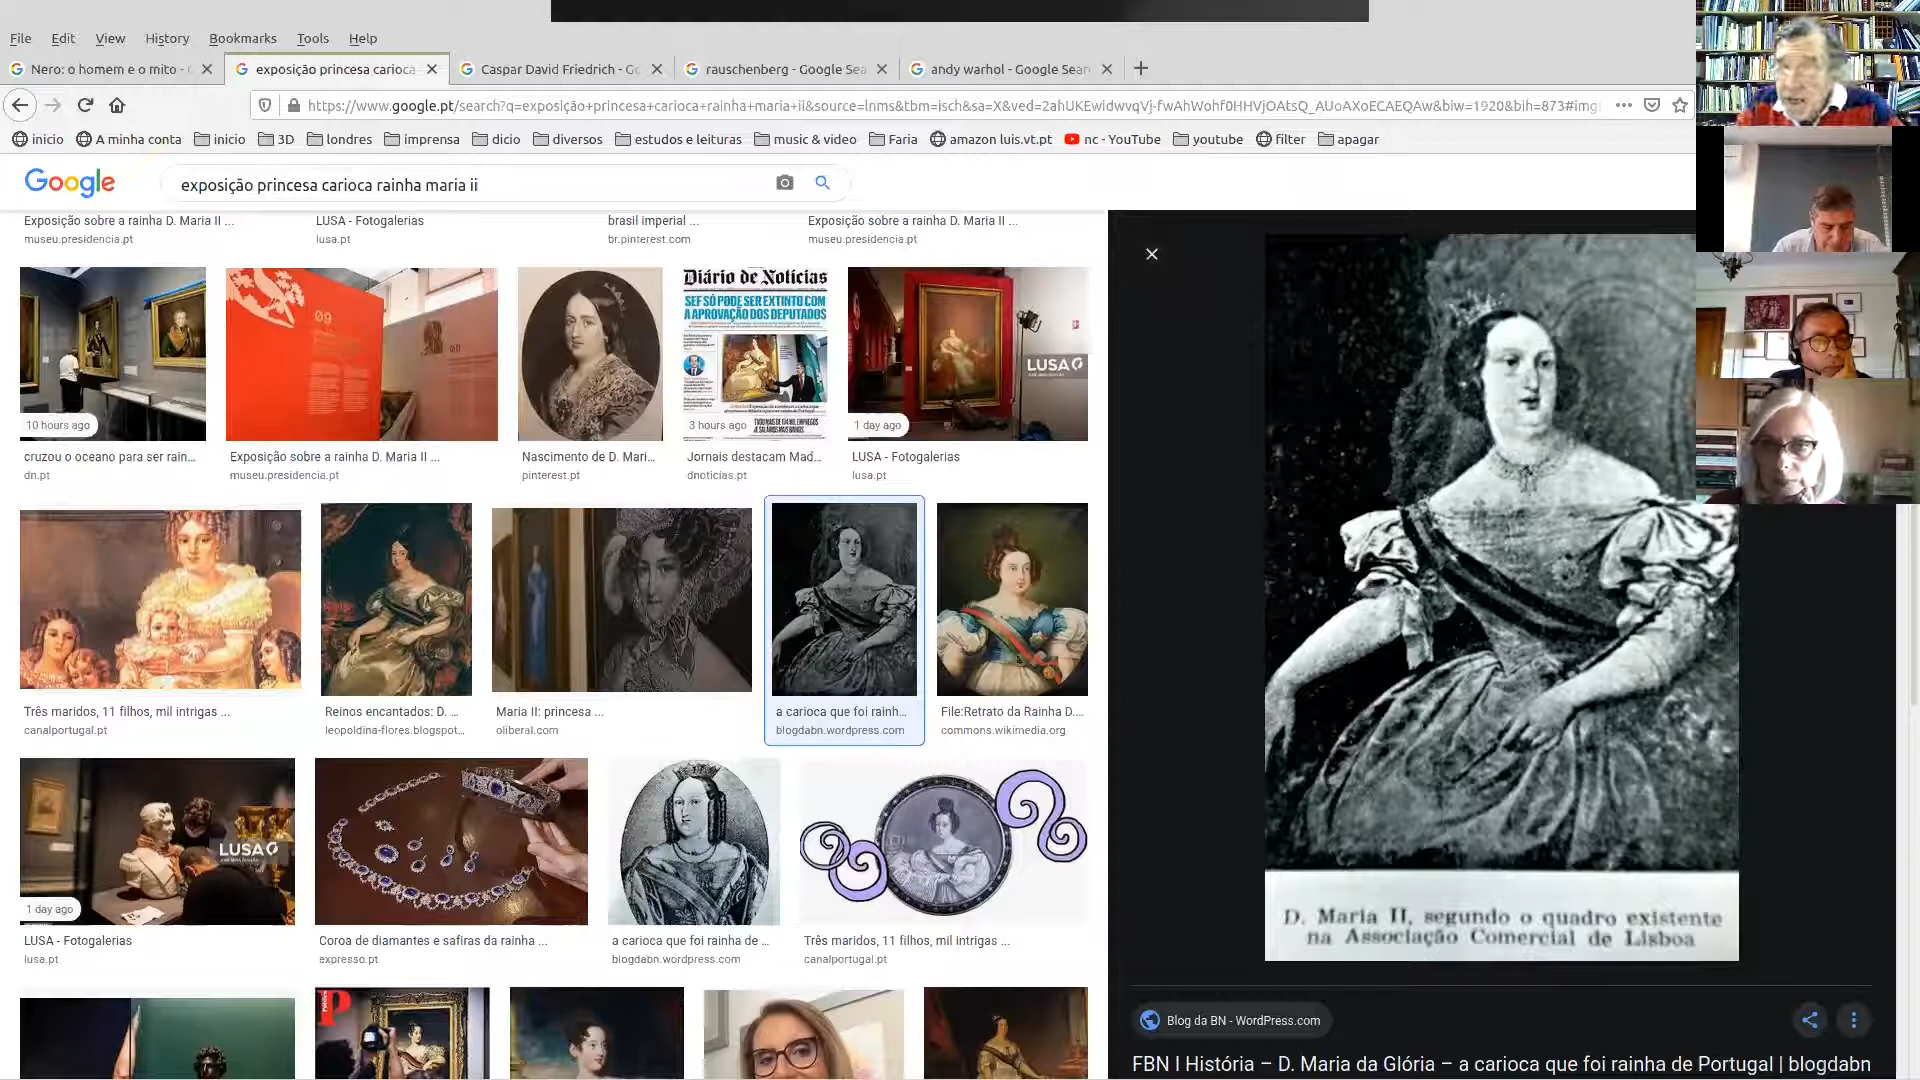 File Edit View History Bookmarks Tools Help
Nero: o homem e o mito -
exposição princesa carioca
Caspar David Friedrich - Go
rauschenberg - Google Sea
andy warhol - Google Sear
https://www.google.pt/search?q=exposição+princesa+carioca+rainha+maria+ii&source=lnms&tbm=isch&sa=X&ved=2ahUKEwidwvqVj-fwAhWohf0HHVjOAtsQ_AUoAXoECAEQAw&biw=1920&bih=873#img
inicio A minha conta inicio 3D londres imprensa dicio diversos estudos e leituras music & video Faria amazon luis.vt.pt nc - YouTube youtube filter apagar
Google
exposição princesa carioca rainha maria ii
Exposição sobre a rainha D. Maria II ...
museu.presidencia.pt
LUSA - Fotogalerias
lusa.pt
brasil imperial ...
br.pinterest.com
Exposição sobre a rainha D. Maria II ...
museu.presidencia.pt
10 hours ago
cruzou o oceano para ser rain...
dn.pt
09
Exposição sobre a rainha D. Maria II ...
museu.presidencia.pt
Nascimento de D. Mari...
pinterest.pt
Diário de Notícias
SEF SÓ PODE SER EXTINTO COM
A APROVAÇÃO DOS DEPUTADOS
3 hours ago
Jornais destacam Mad...
dnoticias.pt
LUSA
1 day ago
LUSA - Fotogalerias
lusa.pt
Três maridos, 11 filhos, mil intrigas ...
canalportugal.pt
Reinos encantados: D. ...
leopoldina-flores.blogspot...
Maria II: princesa ...
oliberal.com
a carioca que foi rainh...
blogdabn.wordpress.com
File:Retrato da Rainha D....
commons.wikimedia.org
LUSA
1 day ago
LUSA - Fotogalerias
lusa.pt
Coroa de diamantes e safiras da rainha ...
expresso.pt
a carioca que foi rainha de ...
blogdabn.wordpress.com
Três maridos, 11 filhos, mil intrigas ...
canalportugal.pt
P
Público
D. Maria II, segundo o quadro existente
na Associação Comercial de Lisboa
Blog da BN - WordPress.com
FBN I História – D. Maria da Glória – a carioca que foi rainha de Portugal | blogdabn